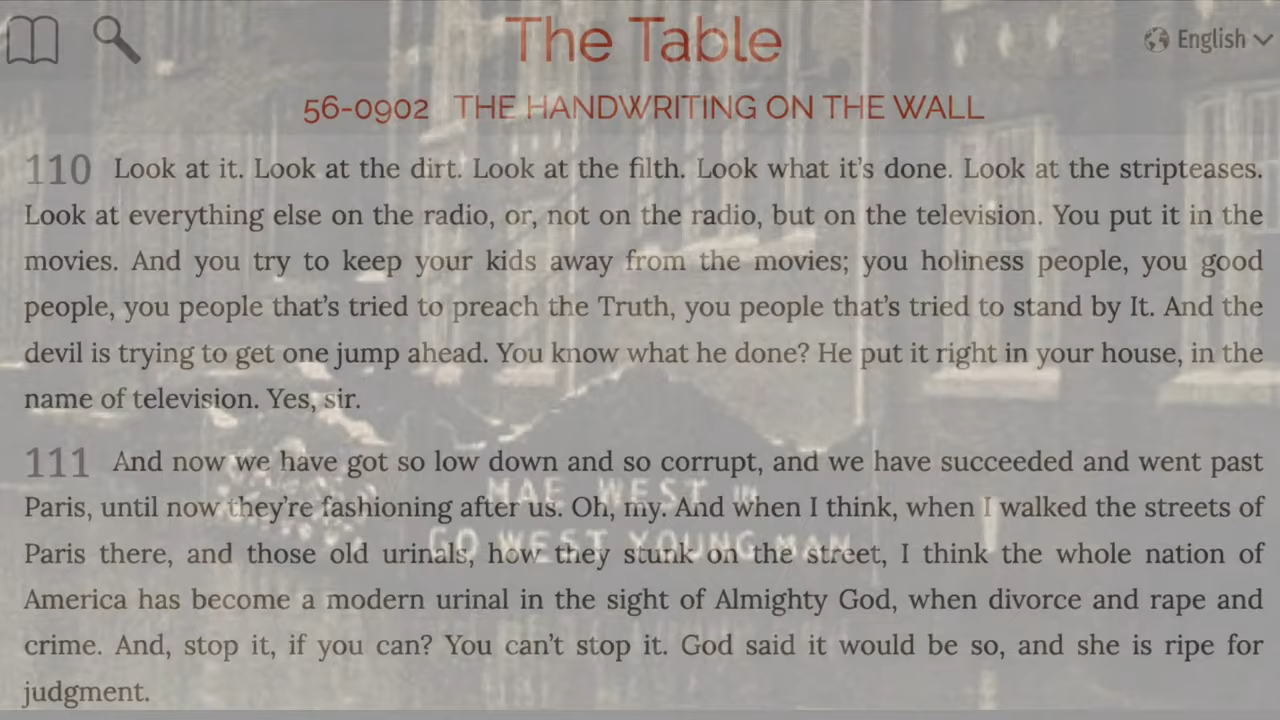 The Table
English
56-0902 THE HANDWRITING ON THE WALL
110 Look at it. Look at the dirt. Look at the filth. Look what it's done. Look at the stripteases.
Look at everything else on the radio, or, not on the radio, but on the television. You put it in the
movies. And you try to keep your kids away from the movies; you holiness people, you good
people, you people that's tried to preach the Truth, you people that's tried to stand by It. And the
devil is trying to get one jump ahead. You know what he done? He put it right in your house, in the
name of television. Yes, sir.
111 And now we have got so low down and so corrupt, and we have succeeded and went past
MAE WEST in
Paris, until now they're fashioning after us. Oh, my. And when I think, when I walked the streets of
GO WEST YOUNG MAN
Paris there, and those old urinals, how they stunk on the street, I think the whole nation of
America has become a modern urinal in the sight of Almighty God, when divorce and rape and
crime. And, stop it, if you can? You can't stop it. God said it would be so, and she is ripe for
judgment.